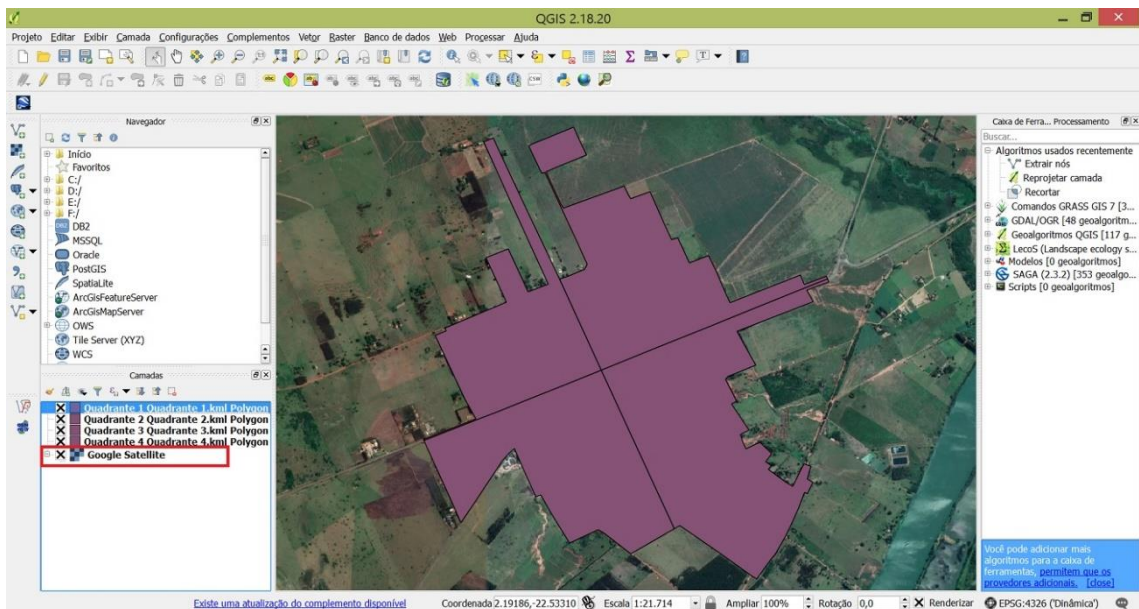 QGIS 2.18.20
Projeto Editar Exibir Camada Configurações Complementos Vetor Raster Banco de dados Web Processar Ajuda
Navegador
Início
Favoritos
C:/
D:/
E:/
F:/
DB2
MSSQL
Oracle
PostGIS
SpatiaLite
ArcGisFeatureServer
ArcGisMapServer
OWS
Tile Server (XYZ)
WCS
Camadas
Quadrante 1 Quadrante 1.kml Polygon
Quadrante 2 Quadrante 2.kml Polygon
Quadrante 3 Quadrante 3.kml Polygon
Quadrante 4 Quadrante 4.kml Polygon
Google Satellite
Caixa de Ferra... Processamento
Buscar...
Algoritmos usados recentemente
Extrair nós
Reprojetar camada
Recortar
Comandos GRASS GIS 7 [3...
GDAL/OGR [48 geoalgoritm...
Geoalgoritmos QGIS [117 g...
LecoS (Landscape ecology s...
Modelos [0 geoalgoritmos]
SAGA (2.3.2) [353 geoalgo...
Scripts [0 geoalgoritmos]
Você pode adicionar mais
algoritmos para a caixa de
ferramentas, permitem que os
provedores adicionais. [close]
Existe uma atualização do complemento disponível Coordenada 2.19186,-22.53310 Escala 1:21.714 Ampliar 100% Rotação 0,0 Renderizar EPSG:4326 ('Dinâmica')